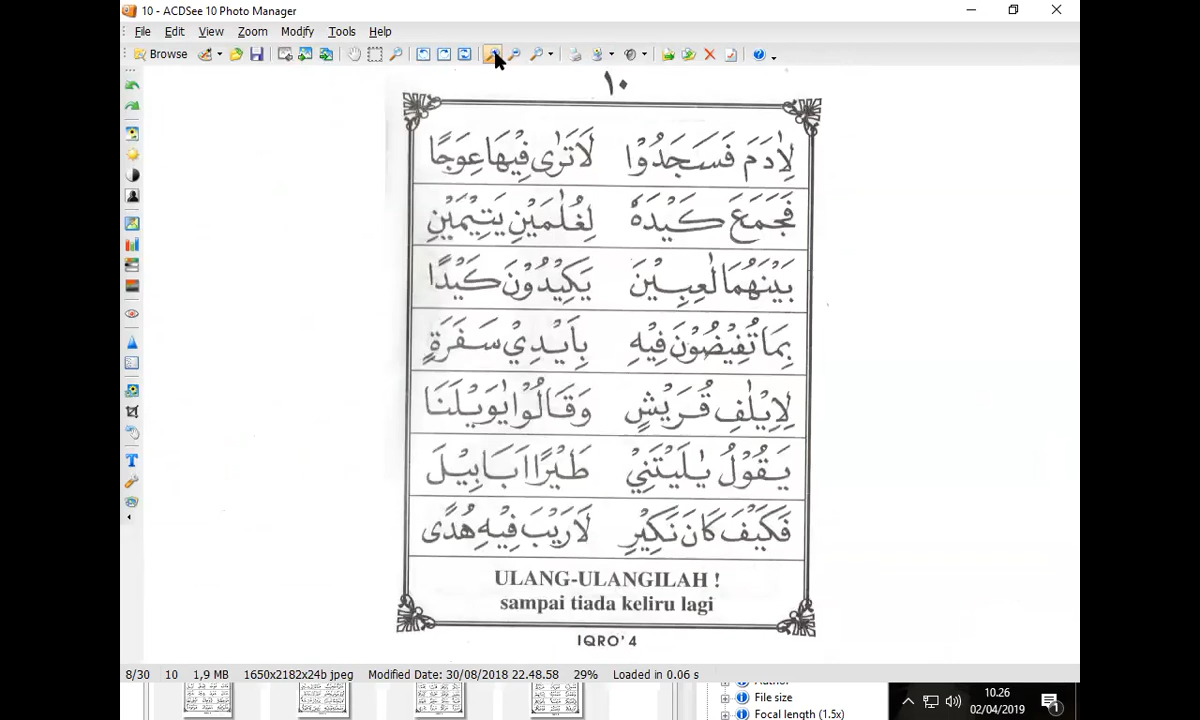 10 - ACDSee 10 Photo Manager
File Edit View Zoom Modify Tools Help
Browse
١٠
لِاٰدَمَ فَسَجَدُوْا لَاتَرٰى فِيْهَا عِوَجًا
فَجَمَعَ كَيْدَهٗ لِغُلٰمَيْنِ يَتِيْمَيْنِ
بَيْنَهُمَا لٰعِبِيْنَ يَكِيْدُوْنَ كَيْدًا
بِمَا تُفِيْضُوْنَ فِيْهِ بِاَيْدِيْ سَفَرَةٍ
لِاِيْلٰفِ قُرَيْشٍ وَقَالُوْا يٰوَيْلَنَا
يَقُوْلُ يٰلَيْتَنِيْ طَيْرًا اَبَابِيْلَ
فَكَيْفَ كَانَ نَكِيْرِ لَارَيْبَ فِيْهِ هُدًى
ULANG-ULANGILAH !
sampai tiada keliru lagi
IQRO' 4
8/30 10 1,9 MB 1650x2182x24b jpeg Modified Date: 30/08/2018 22.48.58 29% Loaded in 0.06 s
Author
File size
Focal length (1.5x)
10.26
02/04/2019
1